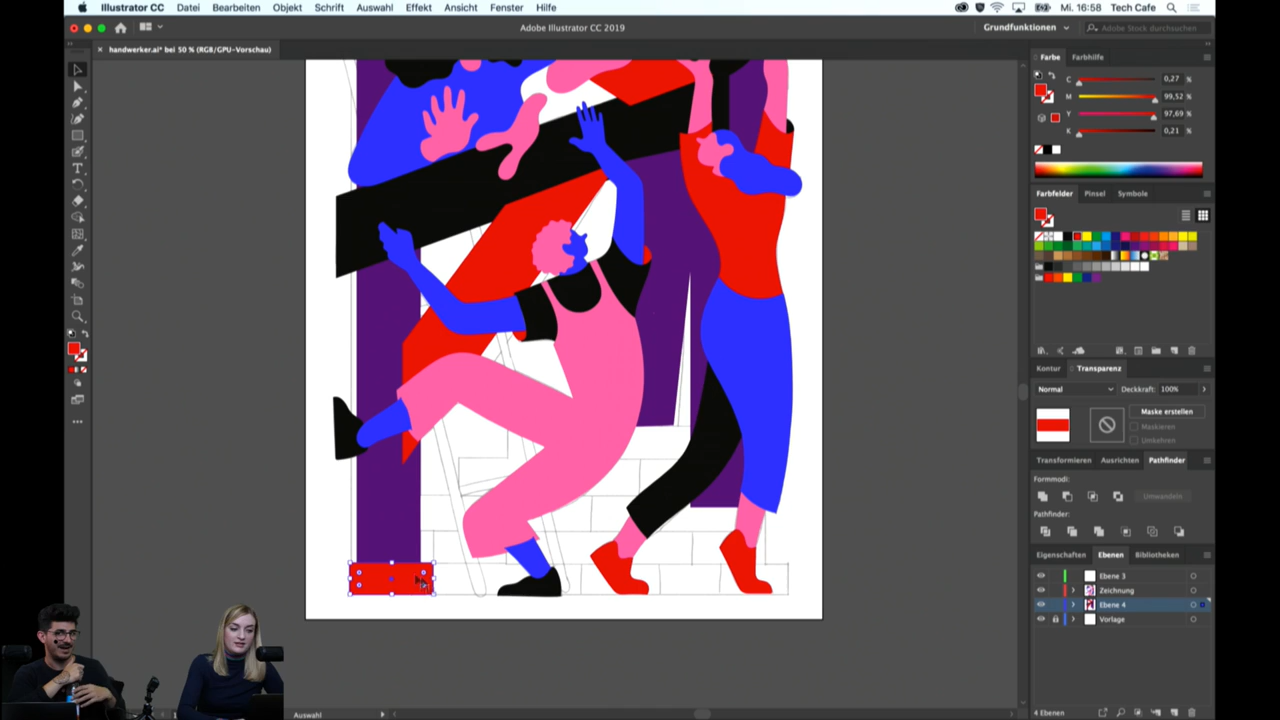 Illustrator CC Datei Bearbeiten Objekt Schrift Auswahl Effekt Ansicht Fenster Hilfe Mi. 16:58 Tech Cafe
Adobe Illustrator CC 2019 Grundfunktionen Adobe Stock durchsuchen
× handwerker.ai* bei 50 % (RGB/GPU-Vorschau)
Farbe Farbhilfe
C 0,27 %
M 99,52 %
Y 97,69 %
K 0,21 %
Farbfelder Pinsel Symbole
Kontur Transparenz
Normal Deckkraft: 100%
Maske erstellen
Maskieren
Umkehren
Transformieren Ausrichten Pathfinder
Formmodi:
Umwandeln
Pathfinder:
Eigenschaften Ebenen Bibliotheken
Ebene 3
Zeichnung
Ebene 4
Vorlage
Auswahl
4 Ebenen